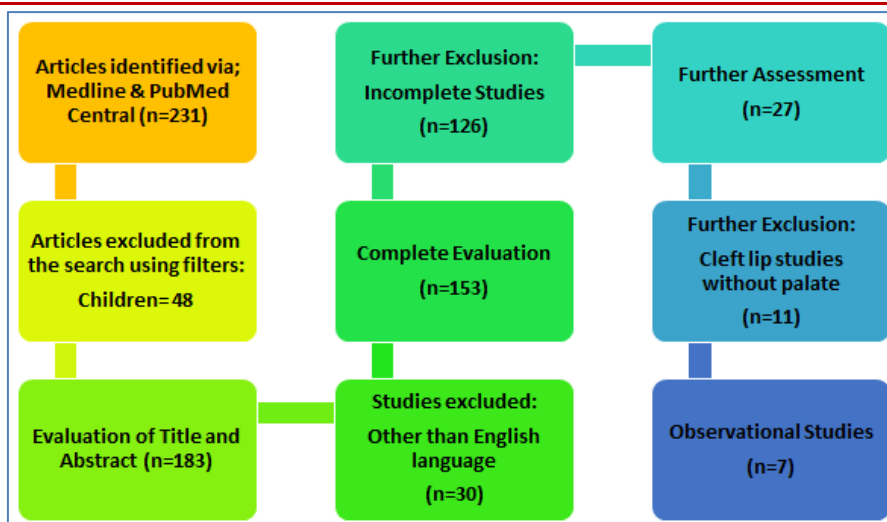 Articles identified via;
Medline & PubMed
Central (n=231)
Articles excluded from
the search using filters:
Children= 48
Evaluation of Title and
Abstract (n=183)
Studies excluded:
Other than English
language
(n=30)
Complete Evaluation
(n=153)
Further Exclusion:
Incomplete Studies
(n=126)
Further Assessment
(n=27)
Further Exclusion:
Cleft lip studies
without palate
(n=11)
Observational Studies
(n=7)